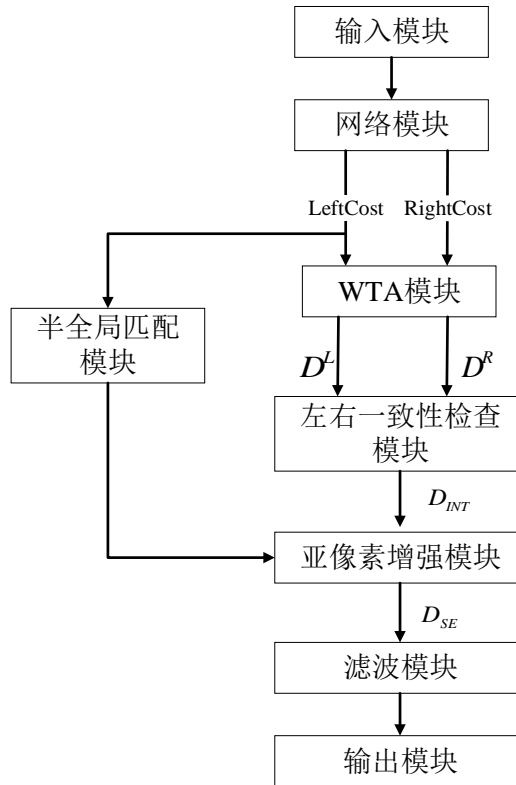 输入模块
网络模块
LeftCost RightCost
WTA模块
半全局匹配
模块
D^L D^R
左右一致性检查
模块
D_INT
亚像素增强模块
D_SE
滤波模块
输出模块